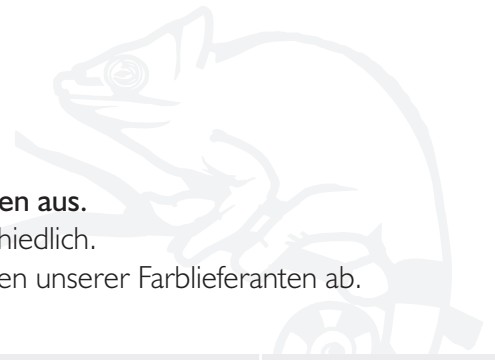 en aus.
hiedlich.
en unserer Farblieferanten ab.